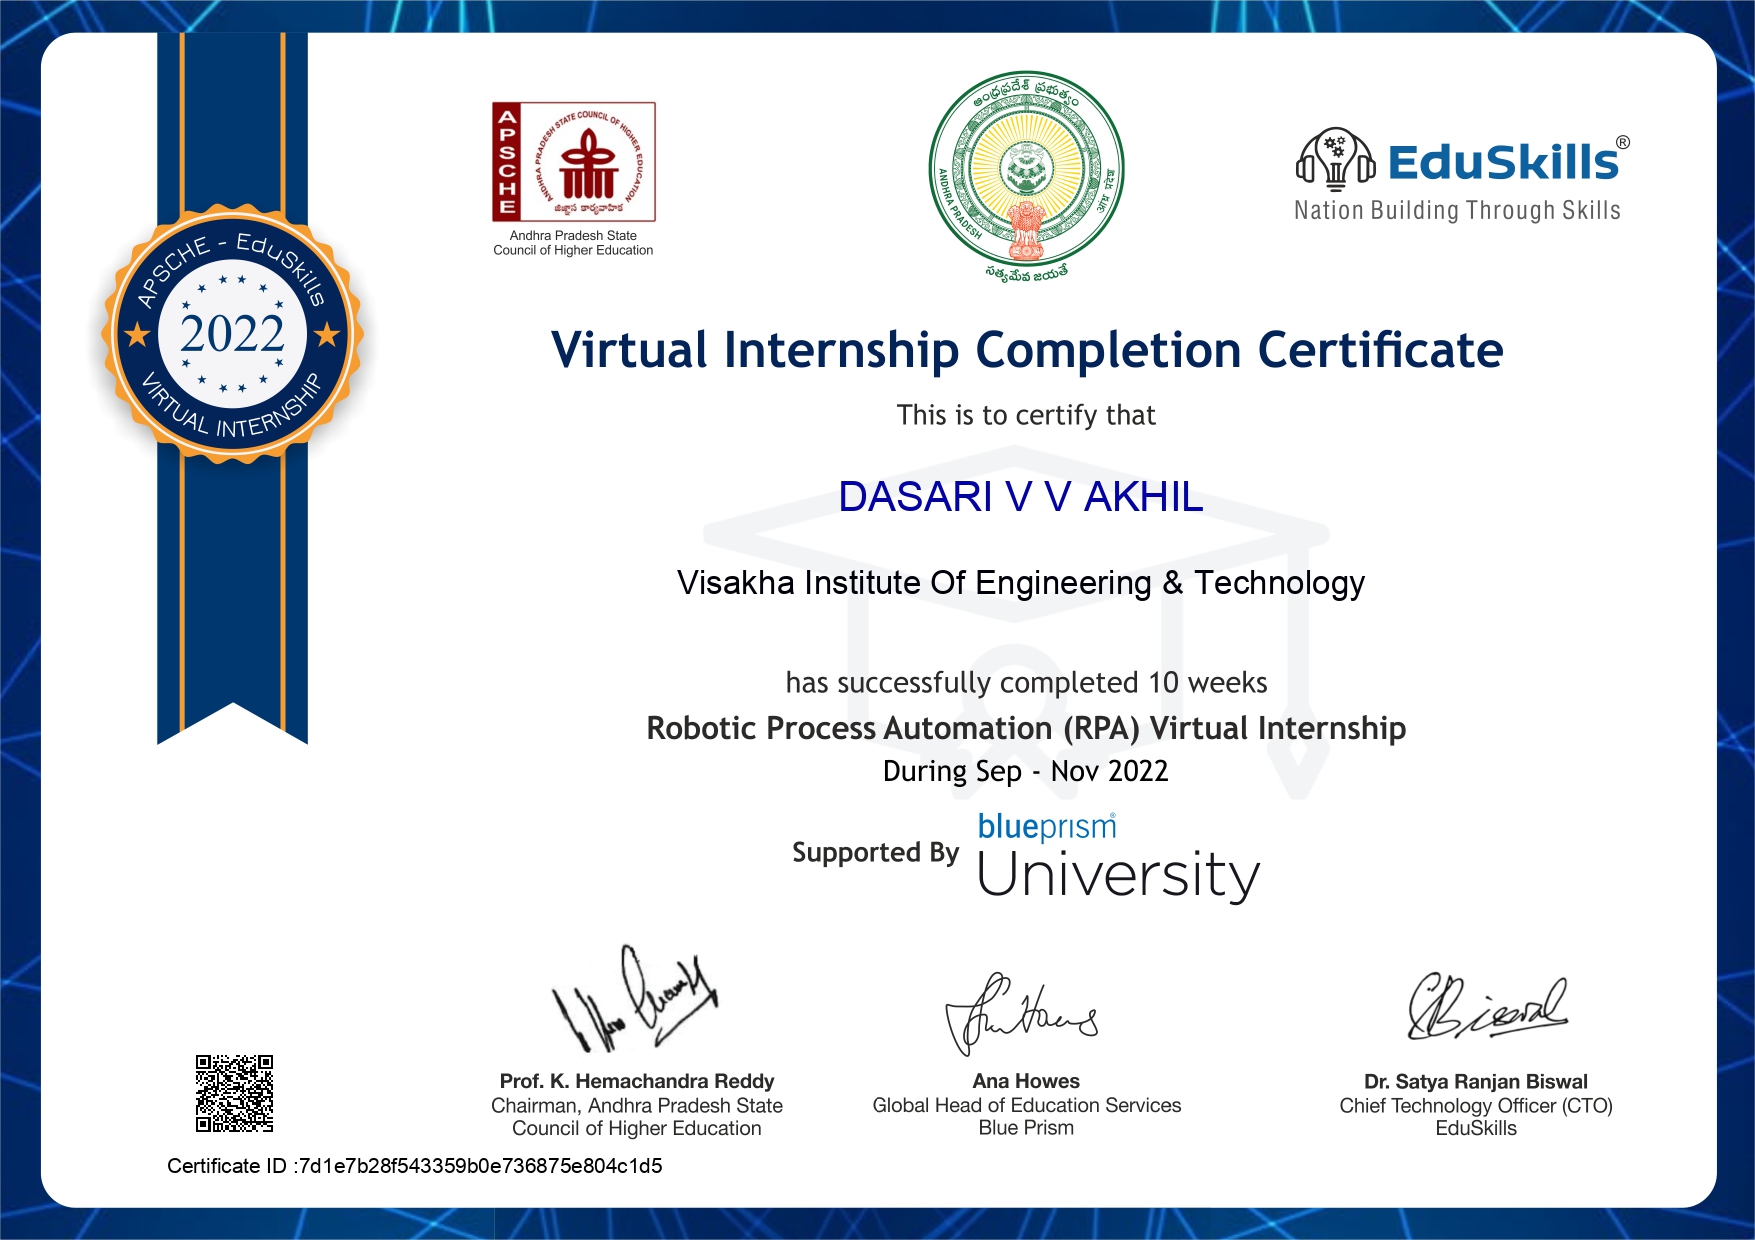 APSCHE
ANDHRA PRADESH STATE COUNCIL OF HIGHER EDUCATION
జిజ్ఞాస కార్యవాహిక
Andhra Pradesh State
Council of Higher Education
ఆంధ్రప్రదేశ్ ప్రభుత్వం
ANDHRA PRADESH
आंध्र प्रदेश
సత్యమేవ జయతే
EduSkills®
Nation Building Through Skills
APSCHE - EduSkills
2022
VIRTUAL INTERNSHIP
Virtual Internship Completion Certificate
This is to certify that
DASARI V V AKHIL
Visakha Institute Of Engineering & Technology
has successfully completed 10 weeks
Robotic Process Automation (RPA) Virtual Internship
During Sep - Nov 2022
Supported By
blueprism®
University
Prof. K. Hemachandra Reddy
Chairman, Andhra Pradesh State
Council of Higher Education
Ana Howes
Global Head of Education Services
Blue Prism
Dr. Satya Ranjan Biswal
Chief Technology Officer (CTO)
EduSkills
Certificate ID :7d1e7b28f543359b0e736875e804c1d5